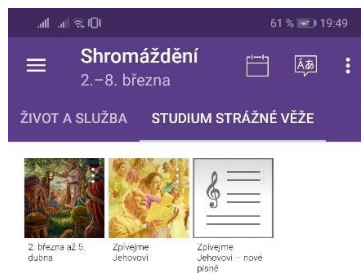 61 % 19:49
Shromáždění
2.–8. března
ŽIVOT A SLUŽBA STUDIUM STRÁŽNÉ VĚŽE
2. března až 5. dubna
Zpívejme Jehovovi
Zpívejme Jehovovi – nové písně